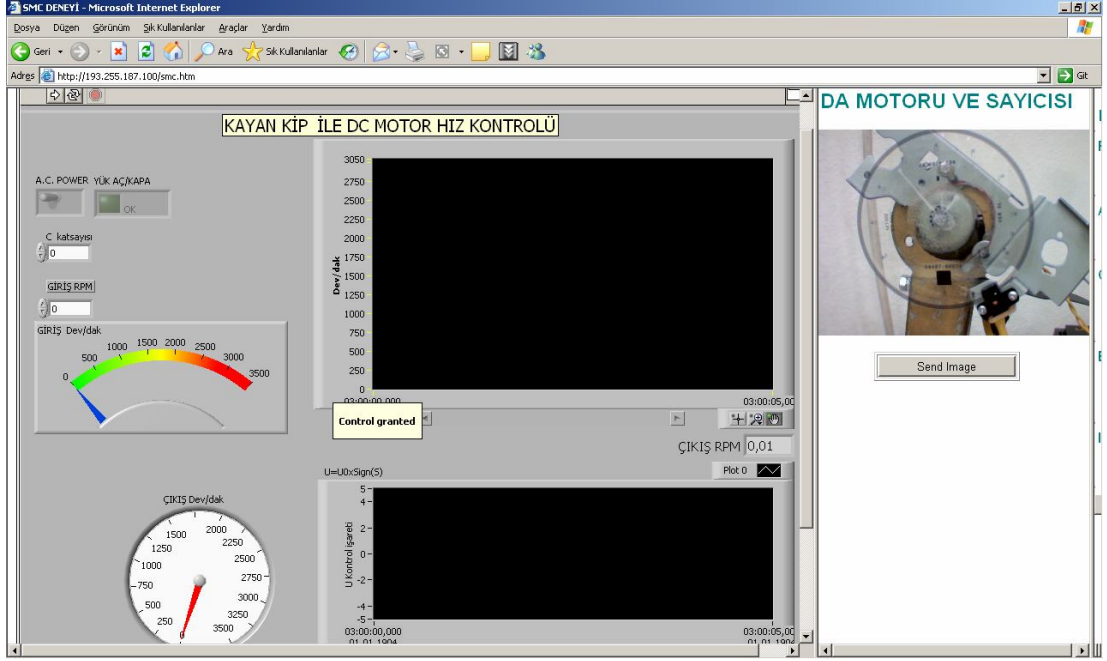 SMC DENEYİ - Microsoft Internet Explorer
Dosya Düzen Görünüm Sık Kullanılanlar Araçlar Yardım
Geri Ara Sık Kullanılanlar
Adres http://193.255.187.100/smc.htm Git
KAYAN KİP İLE DC MOTOR HIZ KONTROLÜ
A.C. POWER YÜK AÇ/KAPA
OK
C katsayısı
0
GİRİŞ RPM
0
GİRİŞ Dev/dak
0 500 1000 1500 2000 2500 3000 3500
Dev/dak
3050
2750
2500
2250
2000
1750
1500
1250
1000
750
500
250
0
03:00:00,000 03:00:05,00
Control granted
ÇIKIŞ RPM 0,01
U=U0xSign(S) Plot 0
U Kontrol işareti
5
4
2
0
-2
-4
-5
03:00:00,000 03:00:05,00
01.01.1904 01.01.1904
ÇIKIŞ Dev/dak
0 250 500 750 1000 1250 1500 2000 2250 2500 2750 3000 3250 3500
DA MOTORU VE SAYICISI
Send Image